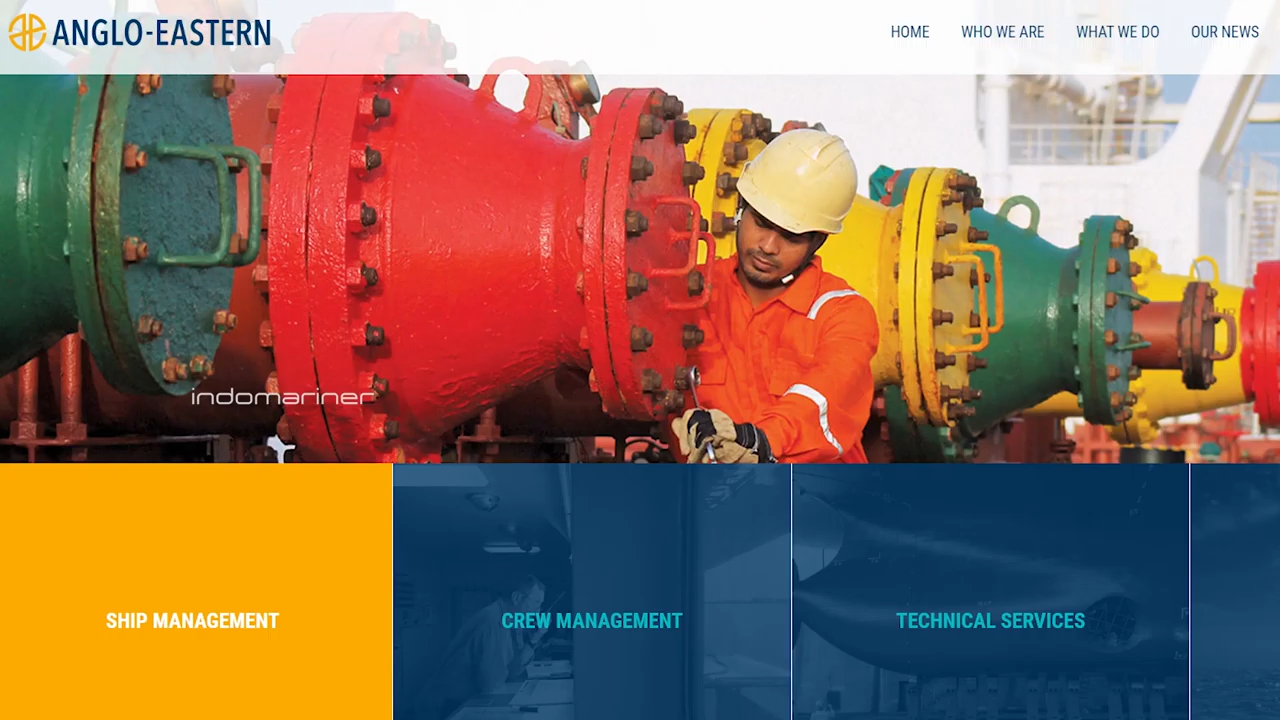 ANGLO-EASTERN
HOME
WHO WE ARE
WHAT WE DO
OUR NEWS
indomariner
SHIP MANAGEMENT
CREW MANAGEMENT
TECHNICAL SERVICES